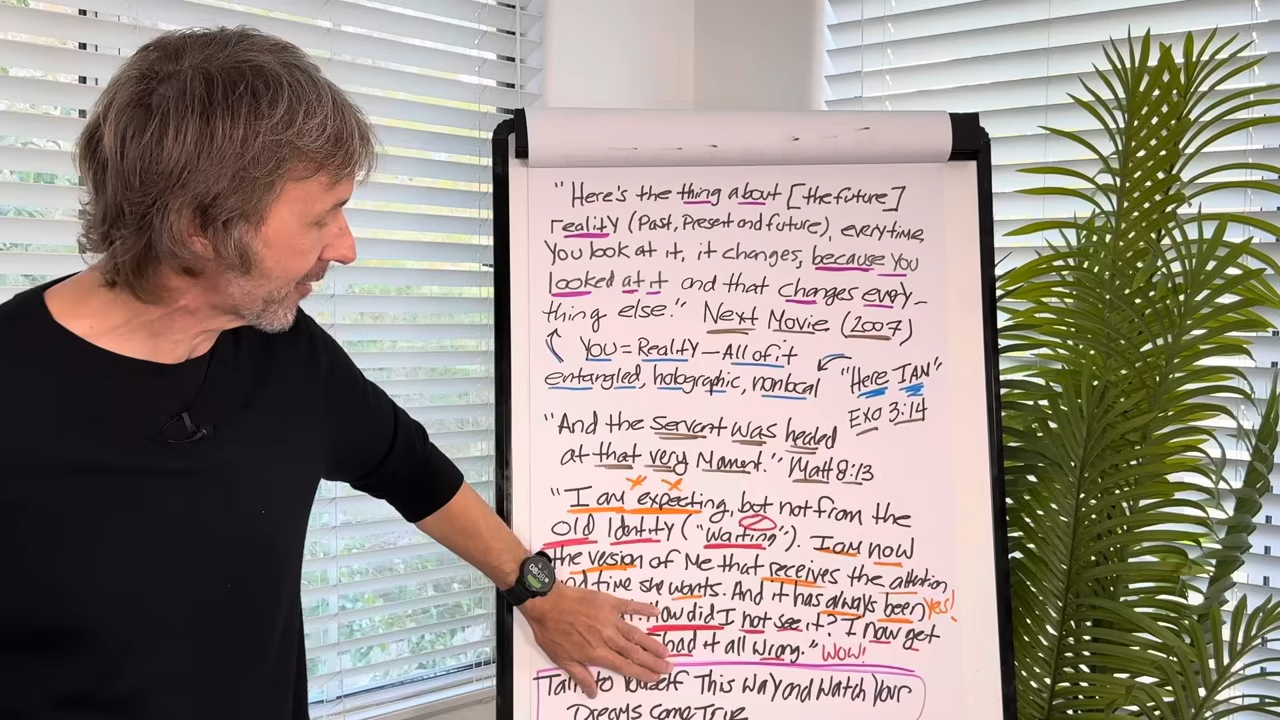 "Here's the thing about [the future]
reality (Past, Present and future), everytime
You look at it, it changes, because you
looked at it and that changes every-
thing else." Next Movie (2007)
You = Reality - All of it
entangled, holographic, nonlocal
"Here I AM"
Exo 3:14
"And the servant was healed
at that very Moment." Matt 8:13
"I am expecting, but not from the
old Identity ("waiting"). I am now
the version of Me that receives the attention
time she wants. And it has always been Yes!
How did I not see it? I now get
had it all wrong." WOW!
Talk to Yourself This Way and Watch Your
Dreams Come True